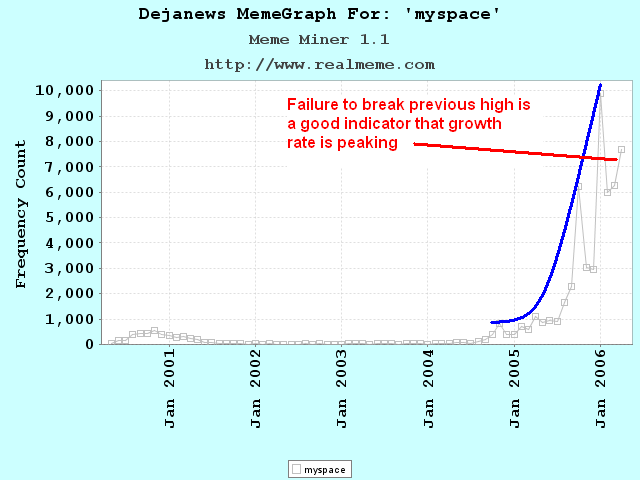 Dejanews MemeGraph For: 'myspace'
Meme Miner 1.1
http://www.realmeme.com
Failure to break previous high is
a good indicator that growth
rate is peaking
Frequency Count
10,000
9,000
8,000
7,000
6,000
5,000
4,000
3,000
2,000
1,000
0
Jan 2001
Jan 2002
Jan 2003
Jan 2004
Jan 2005
Jan 2006
myspace